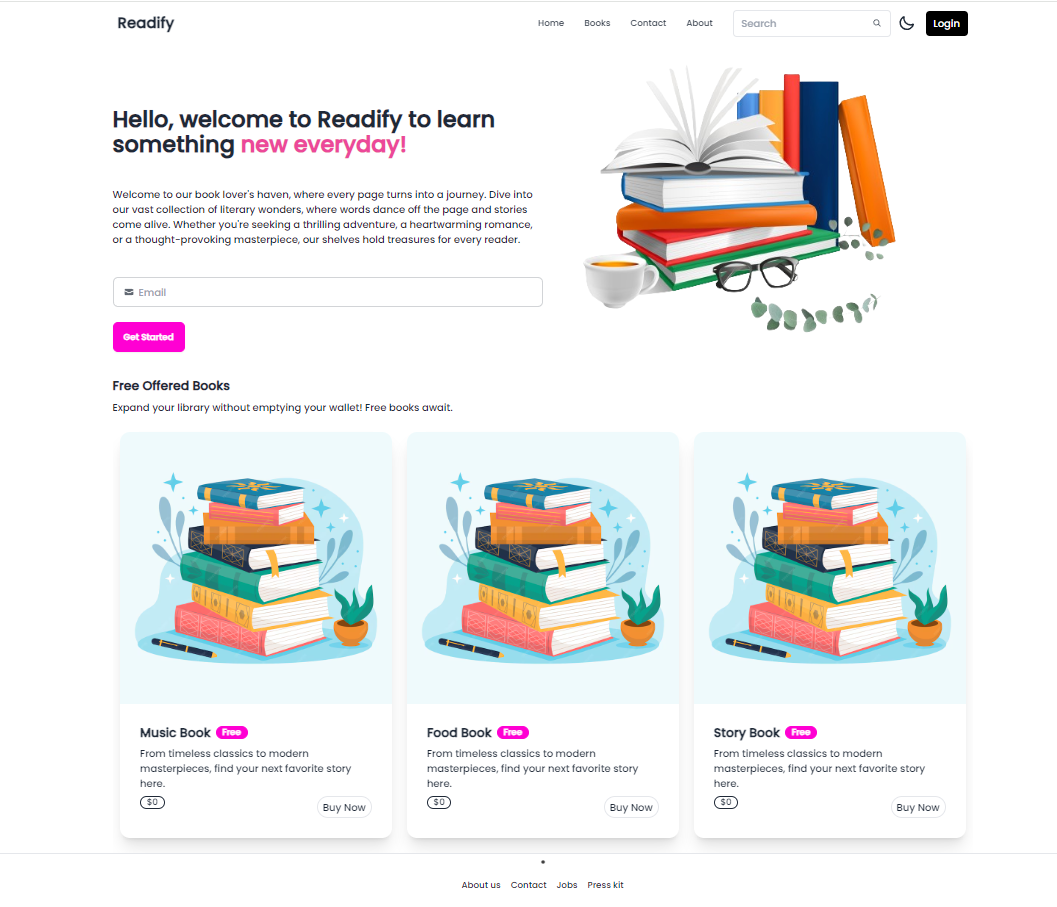 Readify
Home
Books
Contact
About
Search
Login
Hello, welcome to Readify to learn
something new everyday!
Welcome to our book lover's haven, where every page turns into a journey. Dive into
our vast collection of literary wonders, where words dance off the page and stories
come alive. Whether you're seeking a thrilling adventure, a heartwarming romance,
or a thought-provoking masterpiece, our shelves hold treasures for every reader.
Email
Get Started
Free Offered Books
Expand your library without emptying your wallet! Free books await.
Music Book Free
From timeless classics to modern
masterpieces, find your next favorite story
here.
$0
Buy Now
Food Book Free
From timeless classics to modern
masterpieces, find your next favorite story
here.
$0
Buy Now
Story Book Free
From timeless classics to modern
masterpieces, find your next favorite story
here.
$0
Buy Now
About us
Contact
Jobs
Press kit